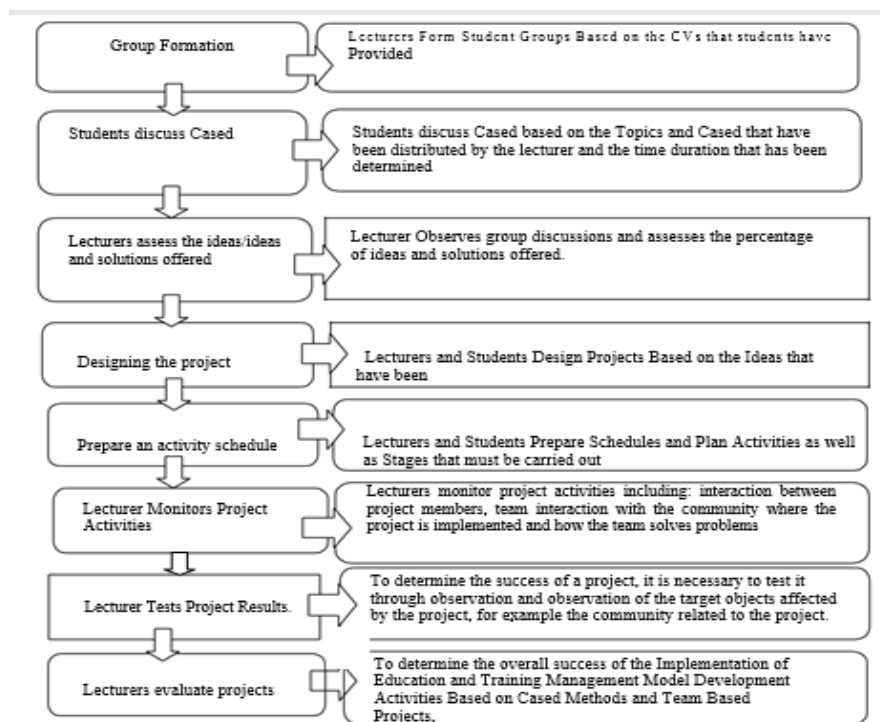 Group Formation
Lecturers Form Student Groups Based on the CVs that students have
Provided
Students discuss Cased
Students discuss Cased based on the Topics and Cased that have
been distributed by the lecturer and the time duration that has been
determined
Lecturers assess the ideas/ideas
and solutions offered
Lecturer Observes group discussions and assesses the percentage
of ideas and solutions offered.
Designing the project
Lecturers and Students Design Projects Based on the Ideas that
have been
Prepare an activity schedule
Lecturers and Students Prepare Schedules and Plan Activities as well
as Stages that must be carried out
Lecturer Monitors Project
Activities
Lecturers monitor project activities including: interaction between
project members, team interaction with the community where the
project is implemented and how the team solves problems
Lecturer Tests Project Results.
To determine the success of a project, it is necessary to test it
through observation and observation of the target objects affected
by the project, for example the community related to the project.
Lecturers evaluate projects
To determine the overall success of the Implementation of
Education and Training Management Model Development
Activities Based on Cased Methods and Team Based
Projects.